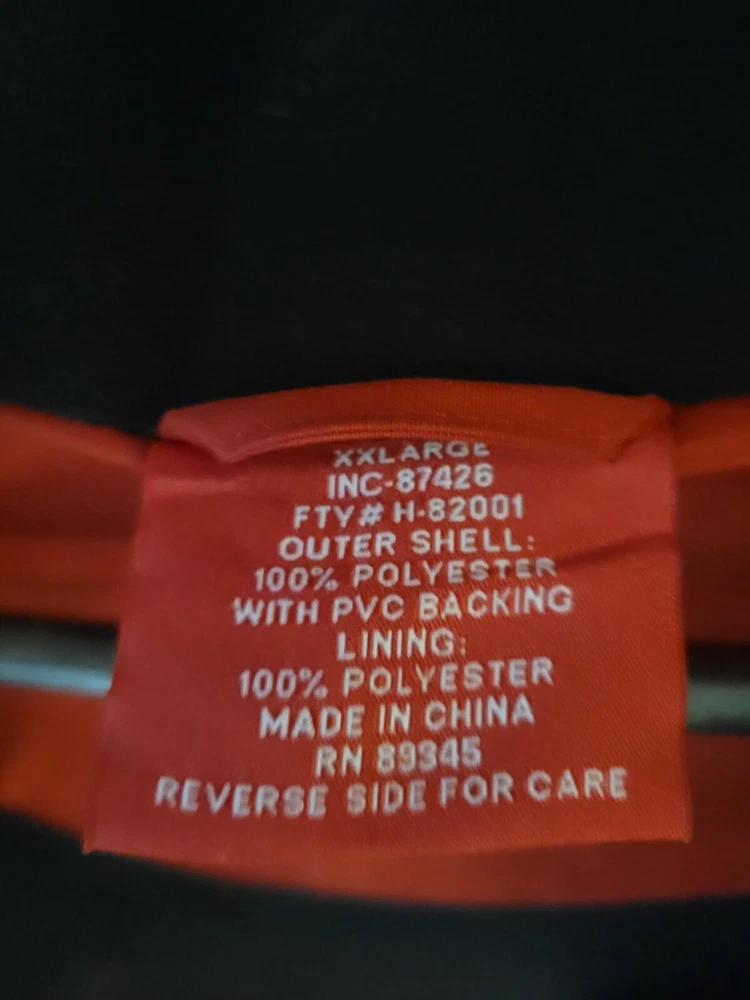 XXLARGE
INC-87426
FTY# H-82001
OUTER SHELL:
100% POLYESTER
WITH PVC BACKING
LINING:
100% POLYESTER
MADE IN CHINA
RN 89345
REVERSE SIDE FOR CARE